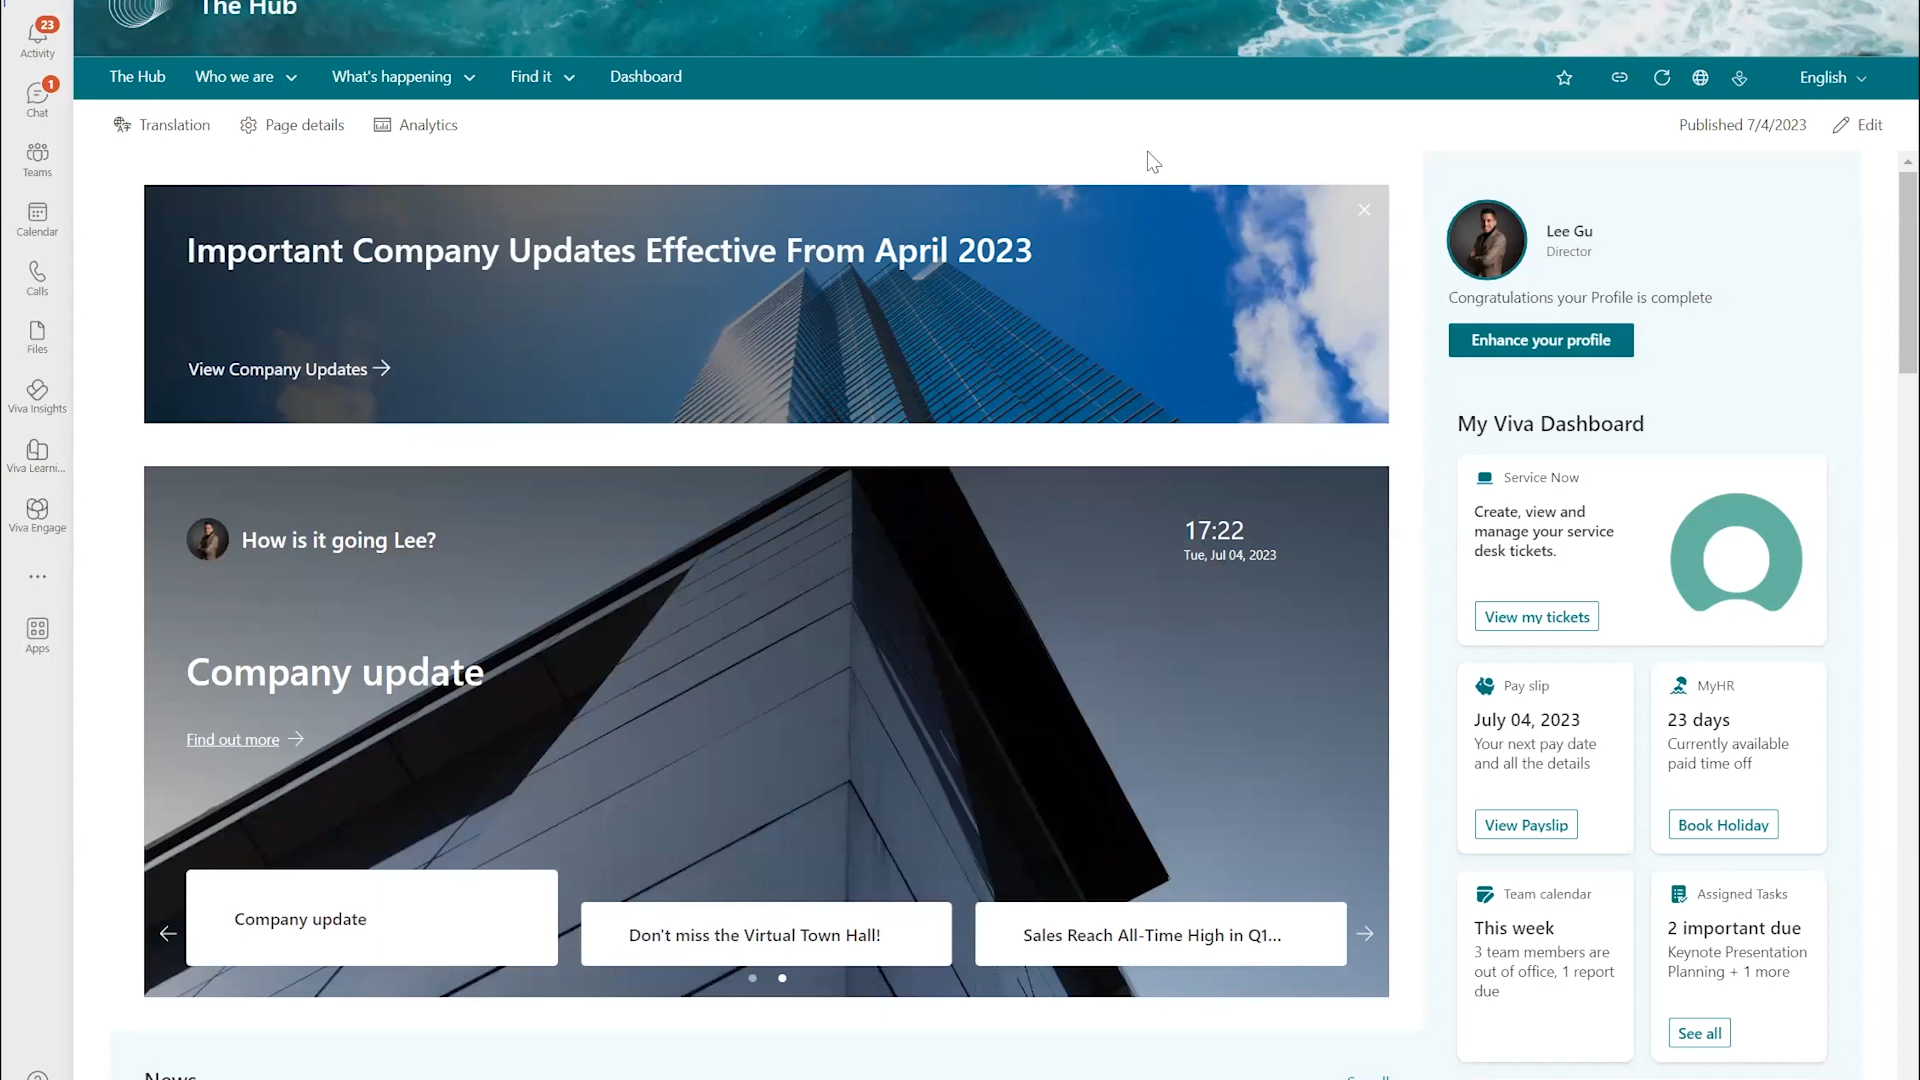 The Hub
23
Activity
1
Chat
Teams
Calendar
Calls
Files
Viva Insights
Viva Learni...
Viva Engage
...
Apps
The Hub
Who we are
What's happening
Find it
Dashboard
English
Translation
Page details
Analytics
Published 7/4/2023
Edit
Important Company Updates Effective From April 2023
View Company Updates
How is it going Lee?
17:22
Tue, Jul 04, 2023
Company update
Find out more
Company update
Don't miss the Virtual Town Hall!
Sales Reach All-Time High in Q1...
Lee Gu
Director
Congratulations your Profile is complete
Enhance your profile
My Viva Dashboard
Service Now
Create, view and
manage your service
desk tickets.
View my tickets
Pay slip
July 04, 2023
Your next pay date
and all the details
View Payslip
MyHR
23 days
Currently available
paid time off
Book Holiday
Team calendar
This week
3 team members are
out of office, 1 report
due
Assigned Tasks
2 important due
Keynote Presentation
Planning + 1 more
See all
News
See all